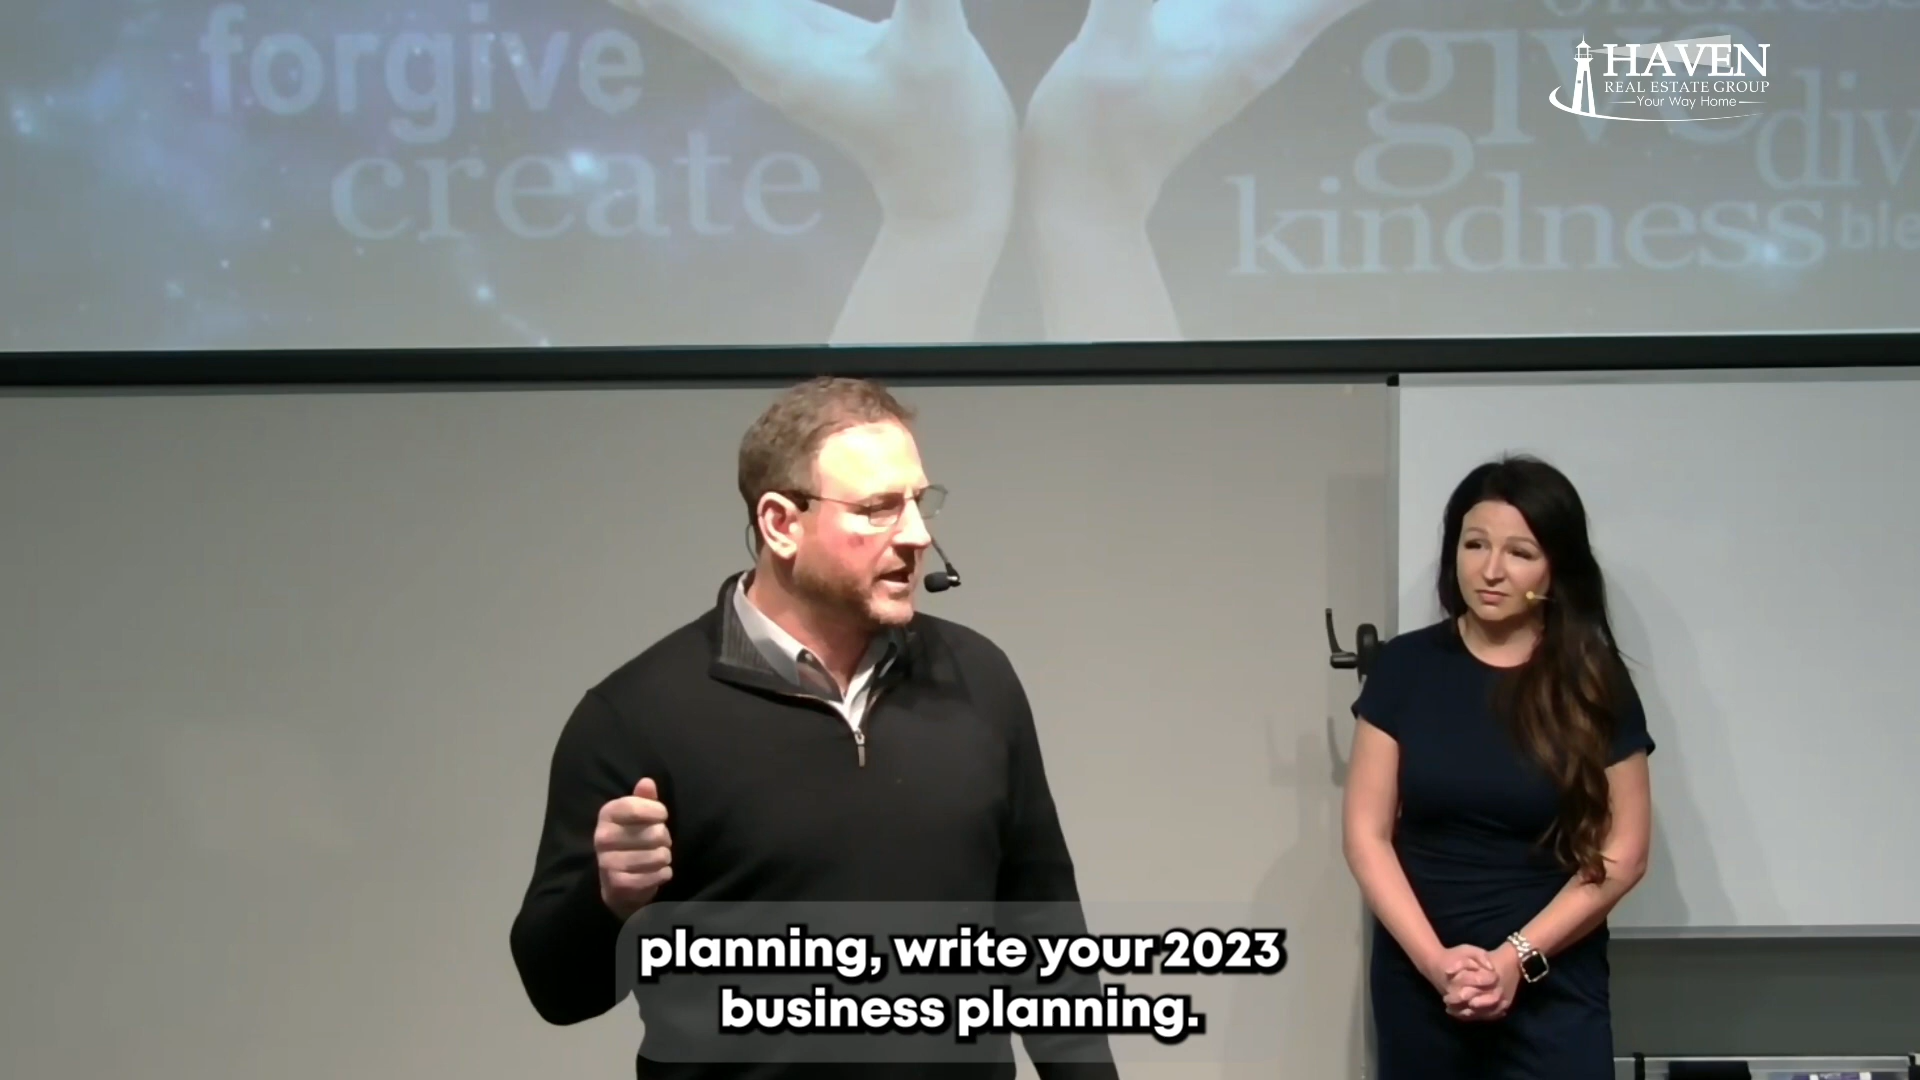 forgive
create
give
kindness
HAVEN
REAL ESTATE GROUP
Your Way Home
planning, write your 2023
business planning.